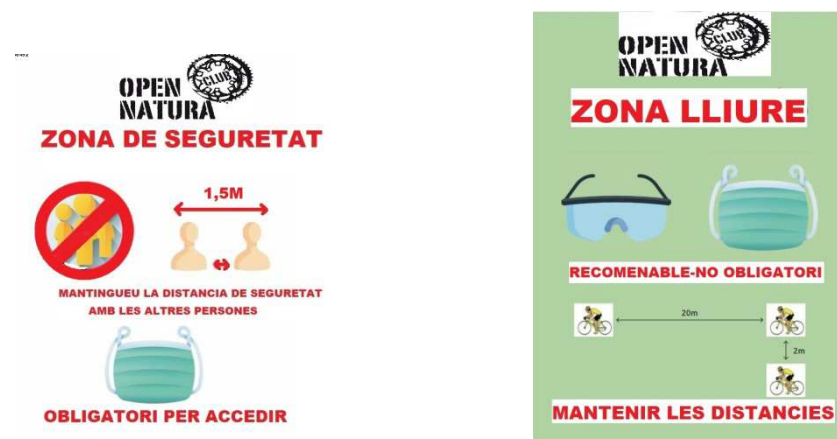 OPEN
CLUB
NATURA
ZONA DE SEGURETAT
1,5M
MANTINGUEU LA DISTANCIA DE SEGURETAT
AMB LES ALTRES PERSONES
OBLIGATORI PER ACCEDIR
OPEN
CLUB
NATURA
ZONA LLIURE
RECOMENABLE-NO OBLIGATORI
20m
2m
MANTENIR LES DISTANCIES